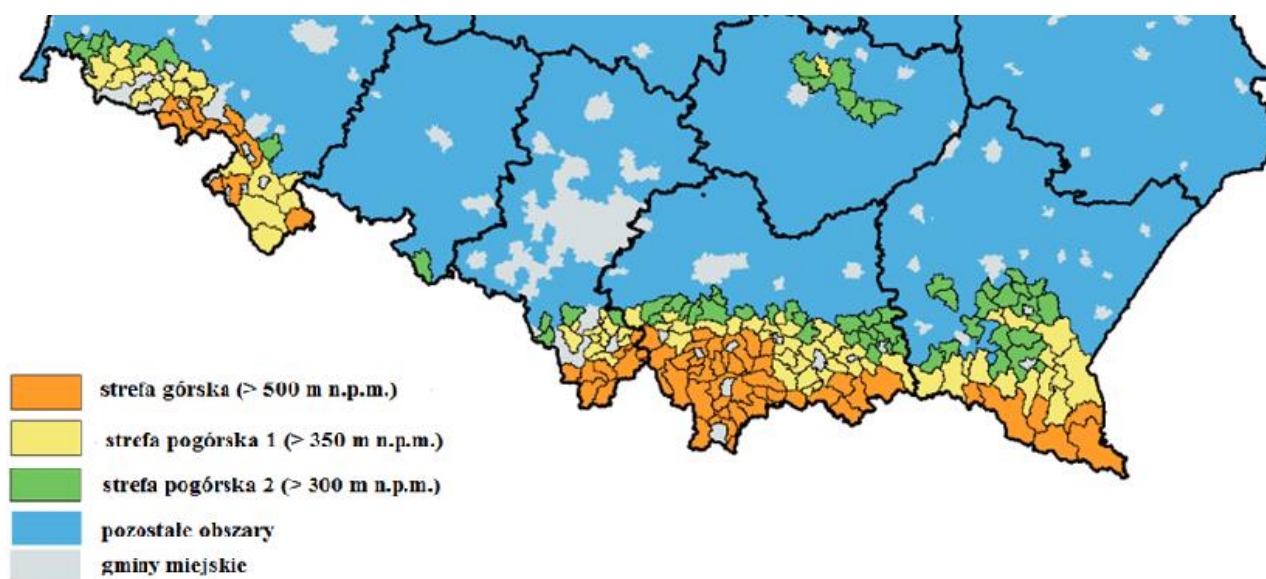 strefa górska (> 500 m n.p.m.)
strefa pogórska 1 (> 350 m n.p.m.)
strefa pogórska 2 (> 300 m n.p.m.)
pozostałe obszary
gminy miejskie